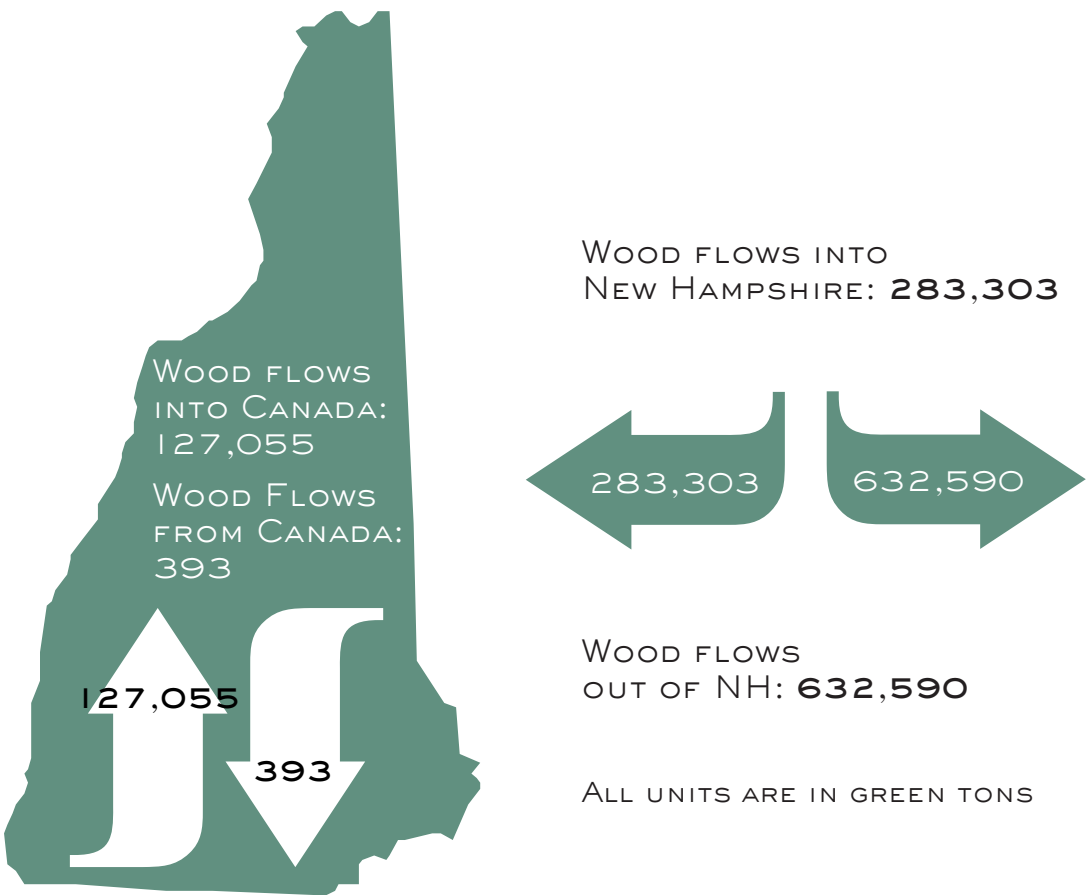 Wood flows into
New Hampshire: 283,303
Wood flows
into Canada:
127,055
Wood Flows
from Canada:
393
283,303
632,590
127,055
393
Wood flows
out of NH: 632,590
All units are in green tons